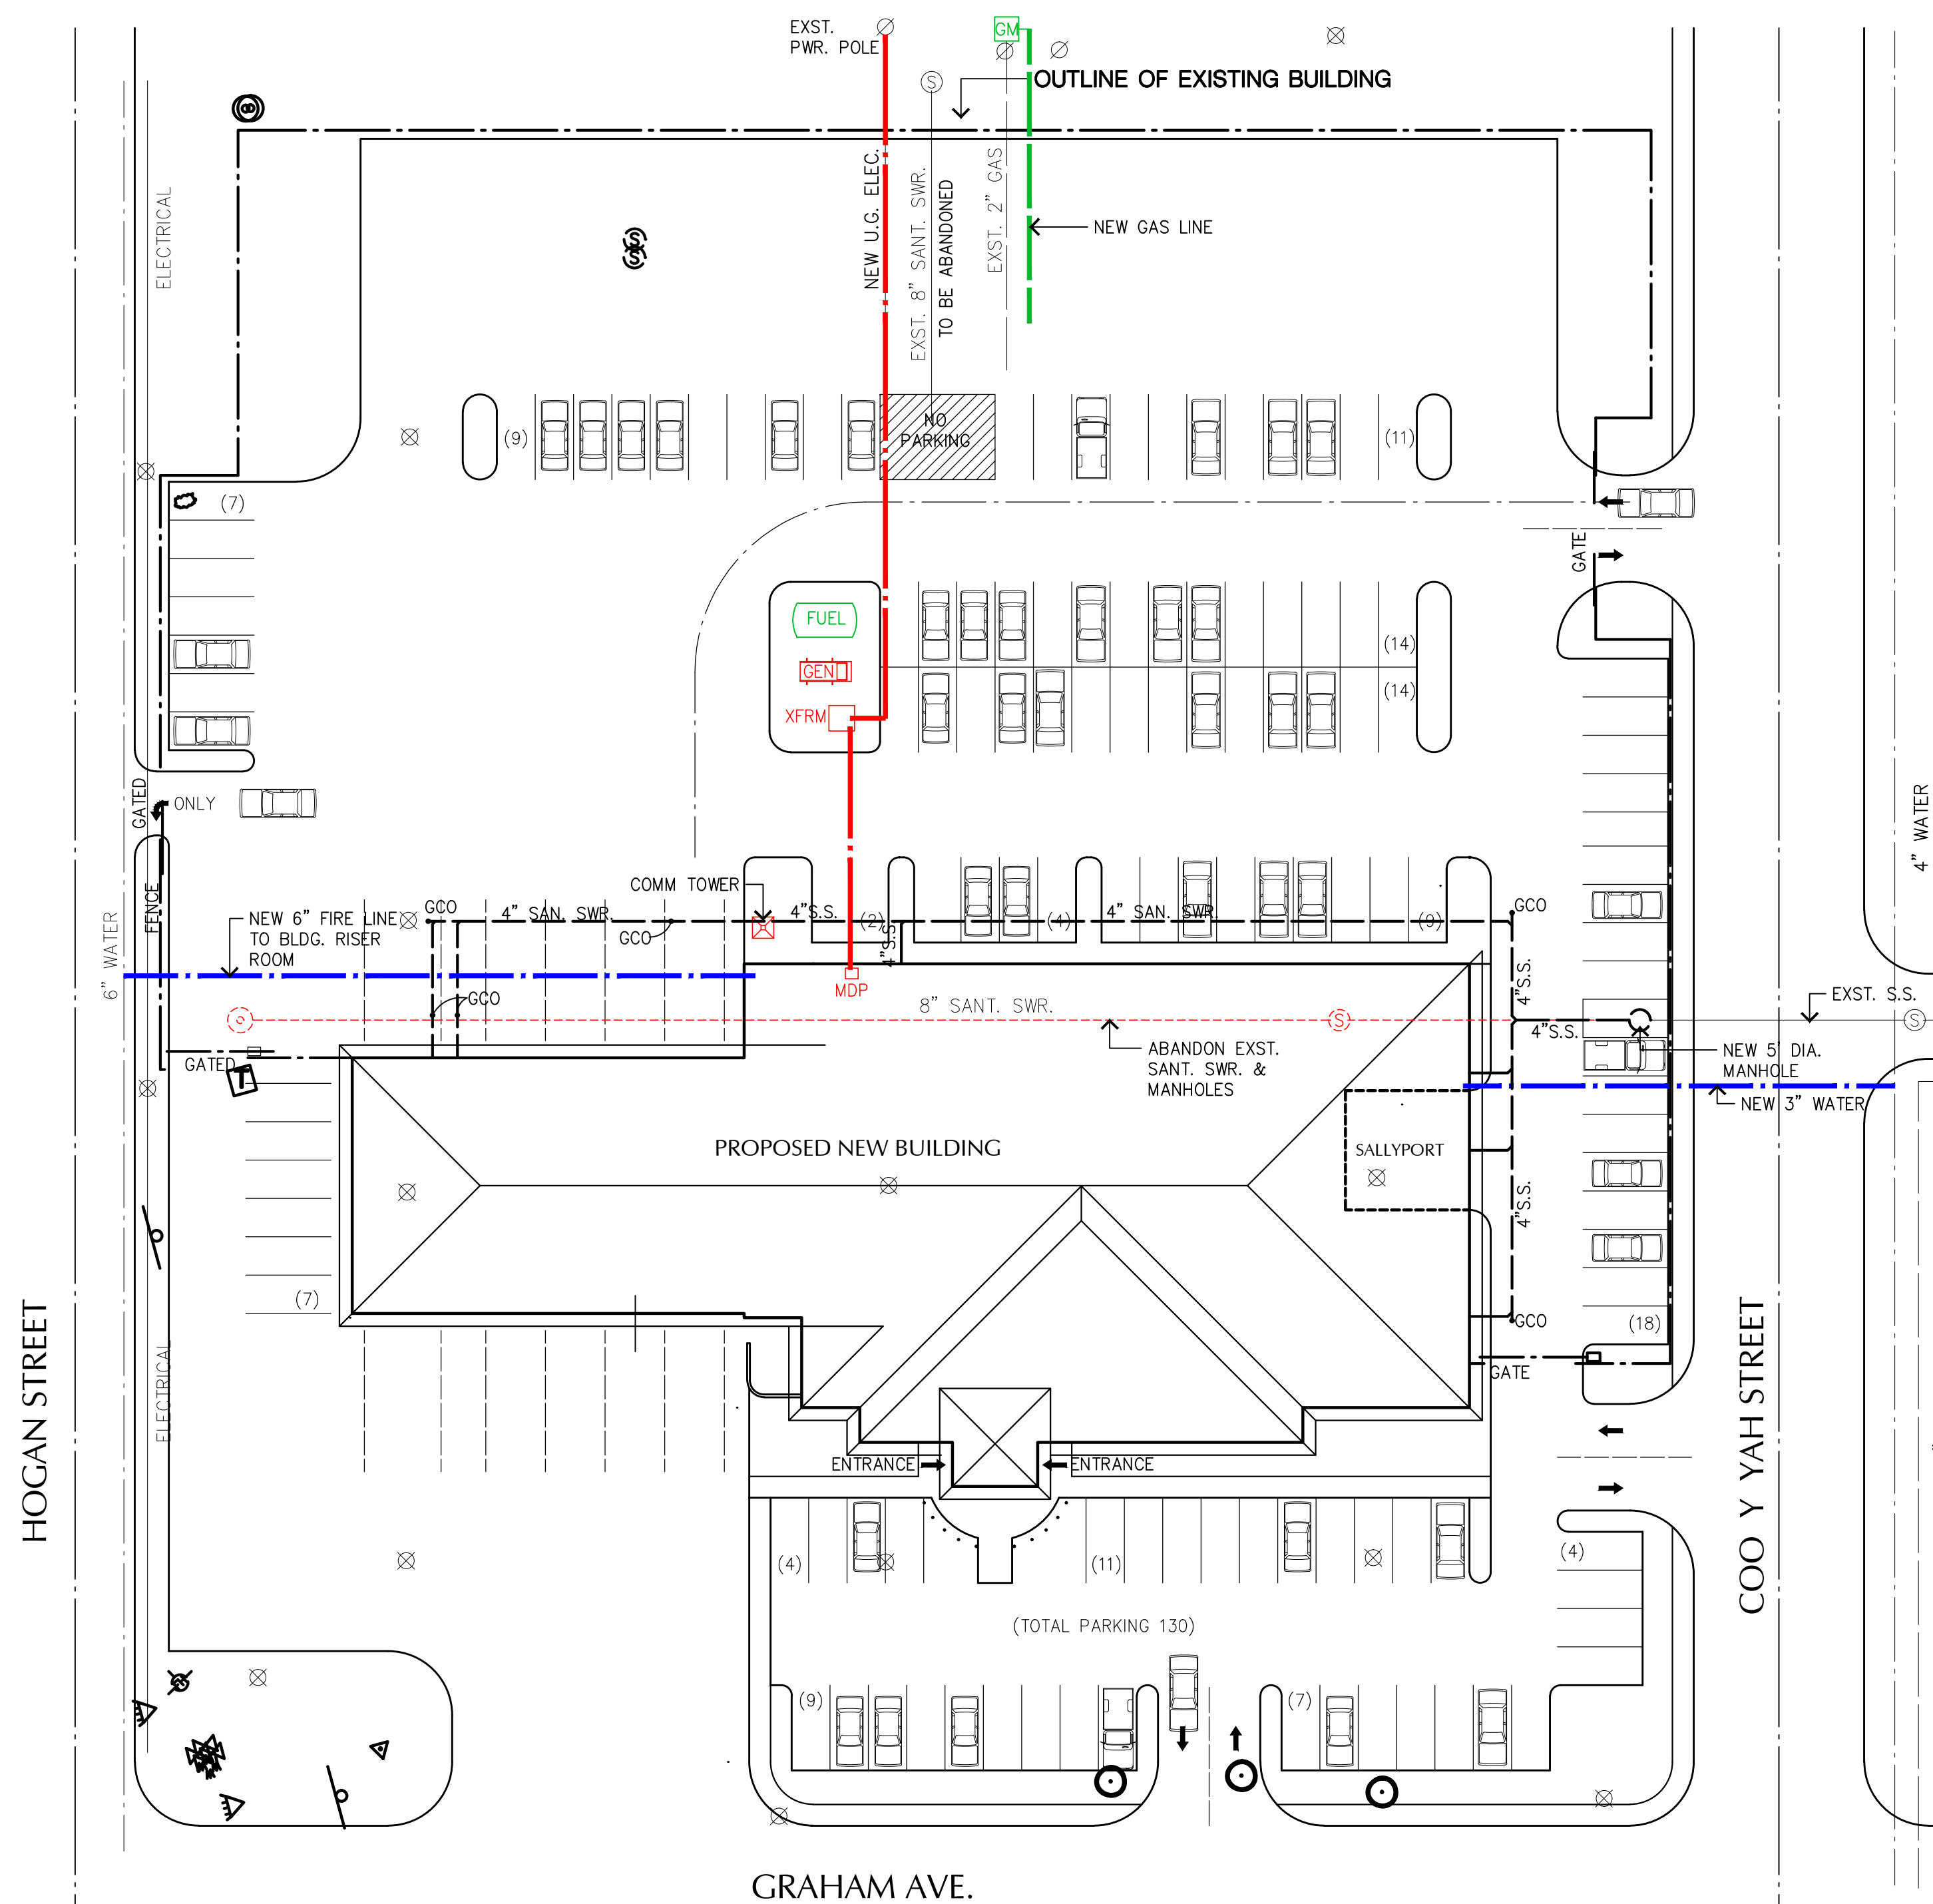 EXST.
PWR. POLE
GM
S
OUTLINE OF EXISTING BUILDING
ELECTRICAL
NEW U.G. ELEC.
EXST. 8" SANT. SWR.
TO BE ABANDONED
EXST. 2" GAS
NEW GAS LINE
S
S
(9)
NO
PARKING
(11)
(7)
GATE
FUEL
GEN
XFRM
(14)
(14)
GATED
ONLY
4" WATER
FENCE
6" WATER
COMM TOWER
NEW 6" FIRE LINE
TO BLDG. RISER
ROOM
GCO
4" SAN. SWR.
GCO
4"S.S.
(2)
4"S.S.
(4)
4" SAN. SWR.
(9)
GCO
4"S.S.
GCO
MDP
8" SANT. SWR.
S
4"S.S.
EXST. S.S.
S
GATED
T
ABANDON EXST.
SANT. SWR. &
MANHOLES
NEW 5' DIA.
MANHOLE
NEW 3" WATER
PROPOSED NEW BUILDING
SALLYPORT
4"S.S.
(7)
GCO
(18)
GATE
ELECTRICAL
HOGAN STREET
COO Y YAH STREET
ENTRANCE
ENTRANCE
(4)
(11)
(4)
(TOTAL PARKING 130)
(9)
(7)
GRAHAM AVE.